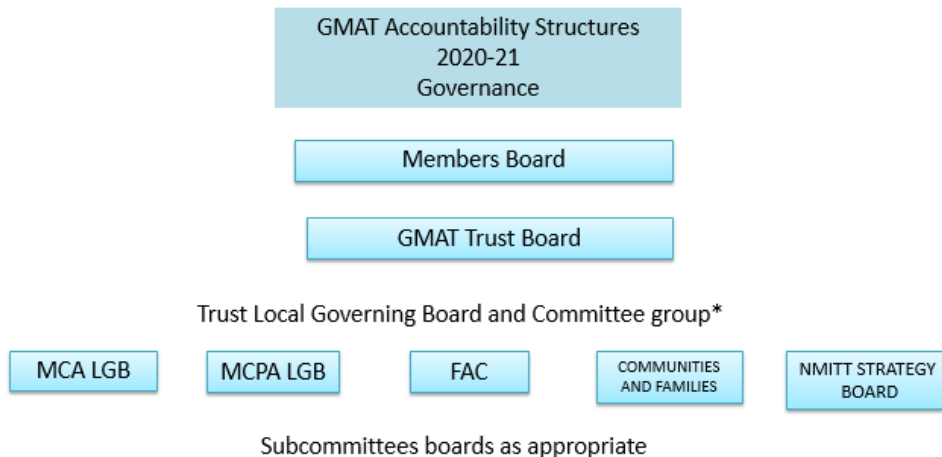 GMAT Accountability Structures
2020-21
Governance
Members Board
GMAT Trust Board
Trust Local Governing Board and Committee group*
MCA LGB
MCPA LGB
FAC
COMMUNITIES
AND FAMILIES
NMITT STRATEGY
BOARD
Subcommittees boards as appropriate